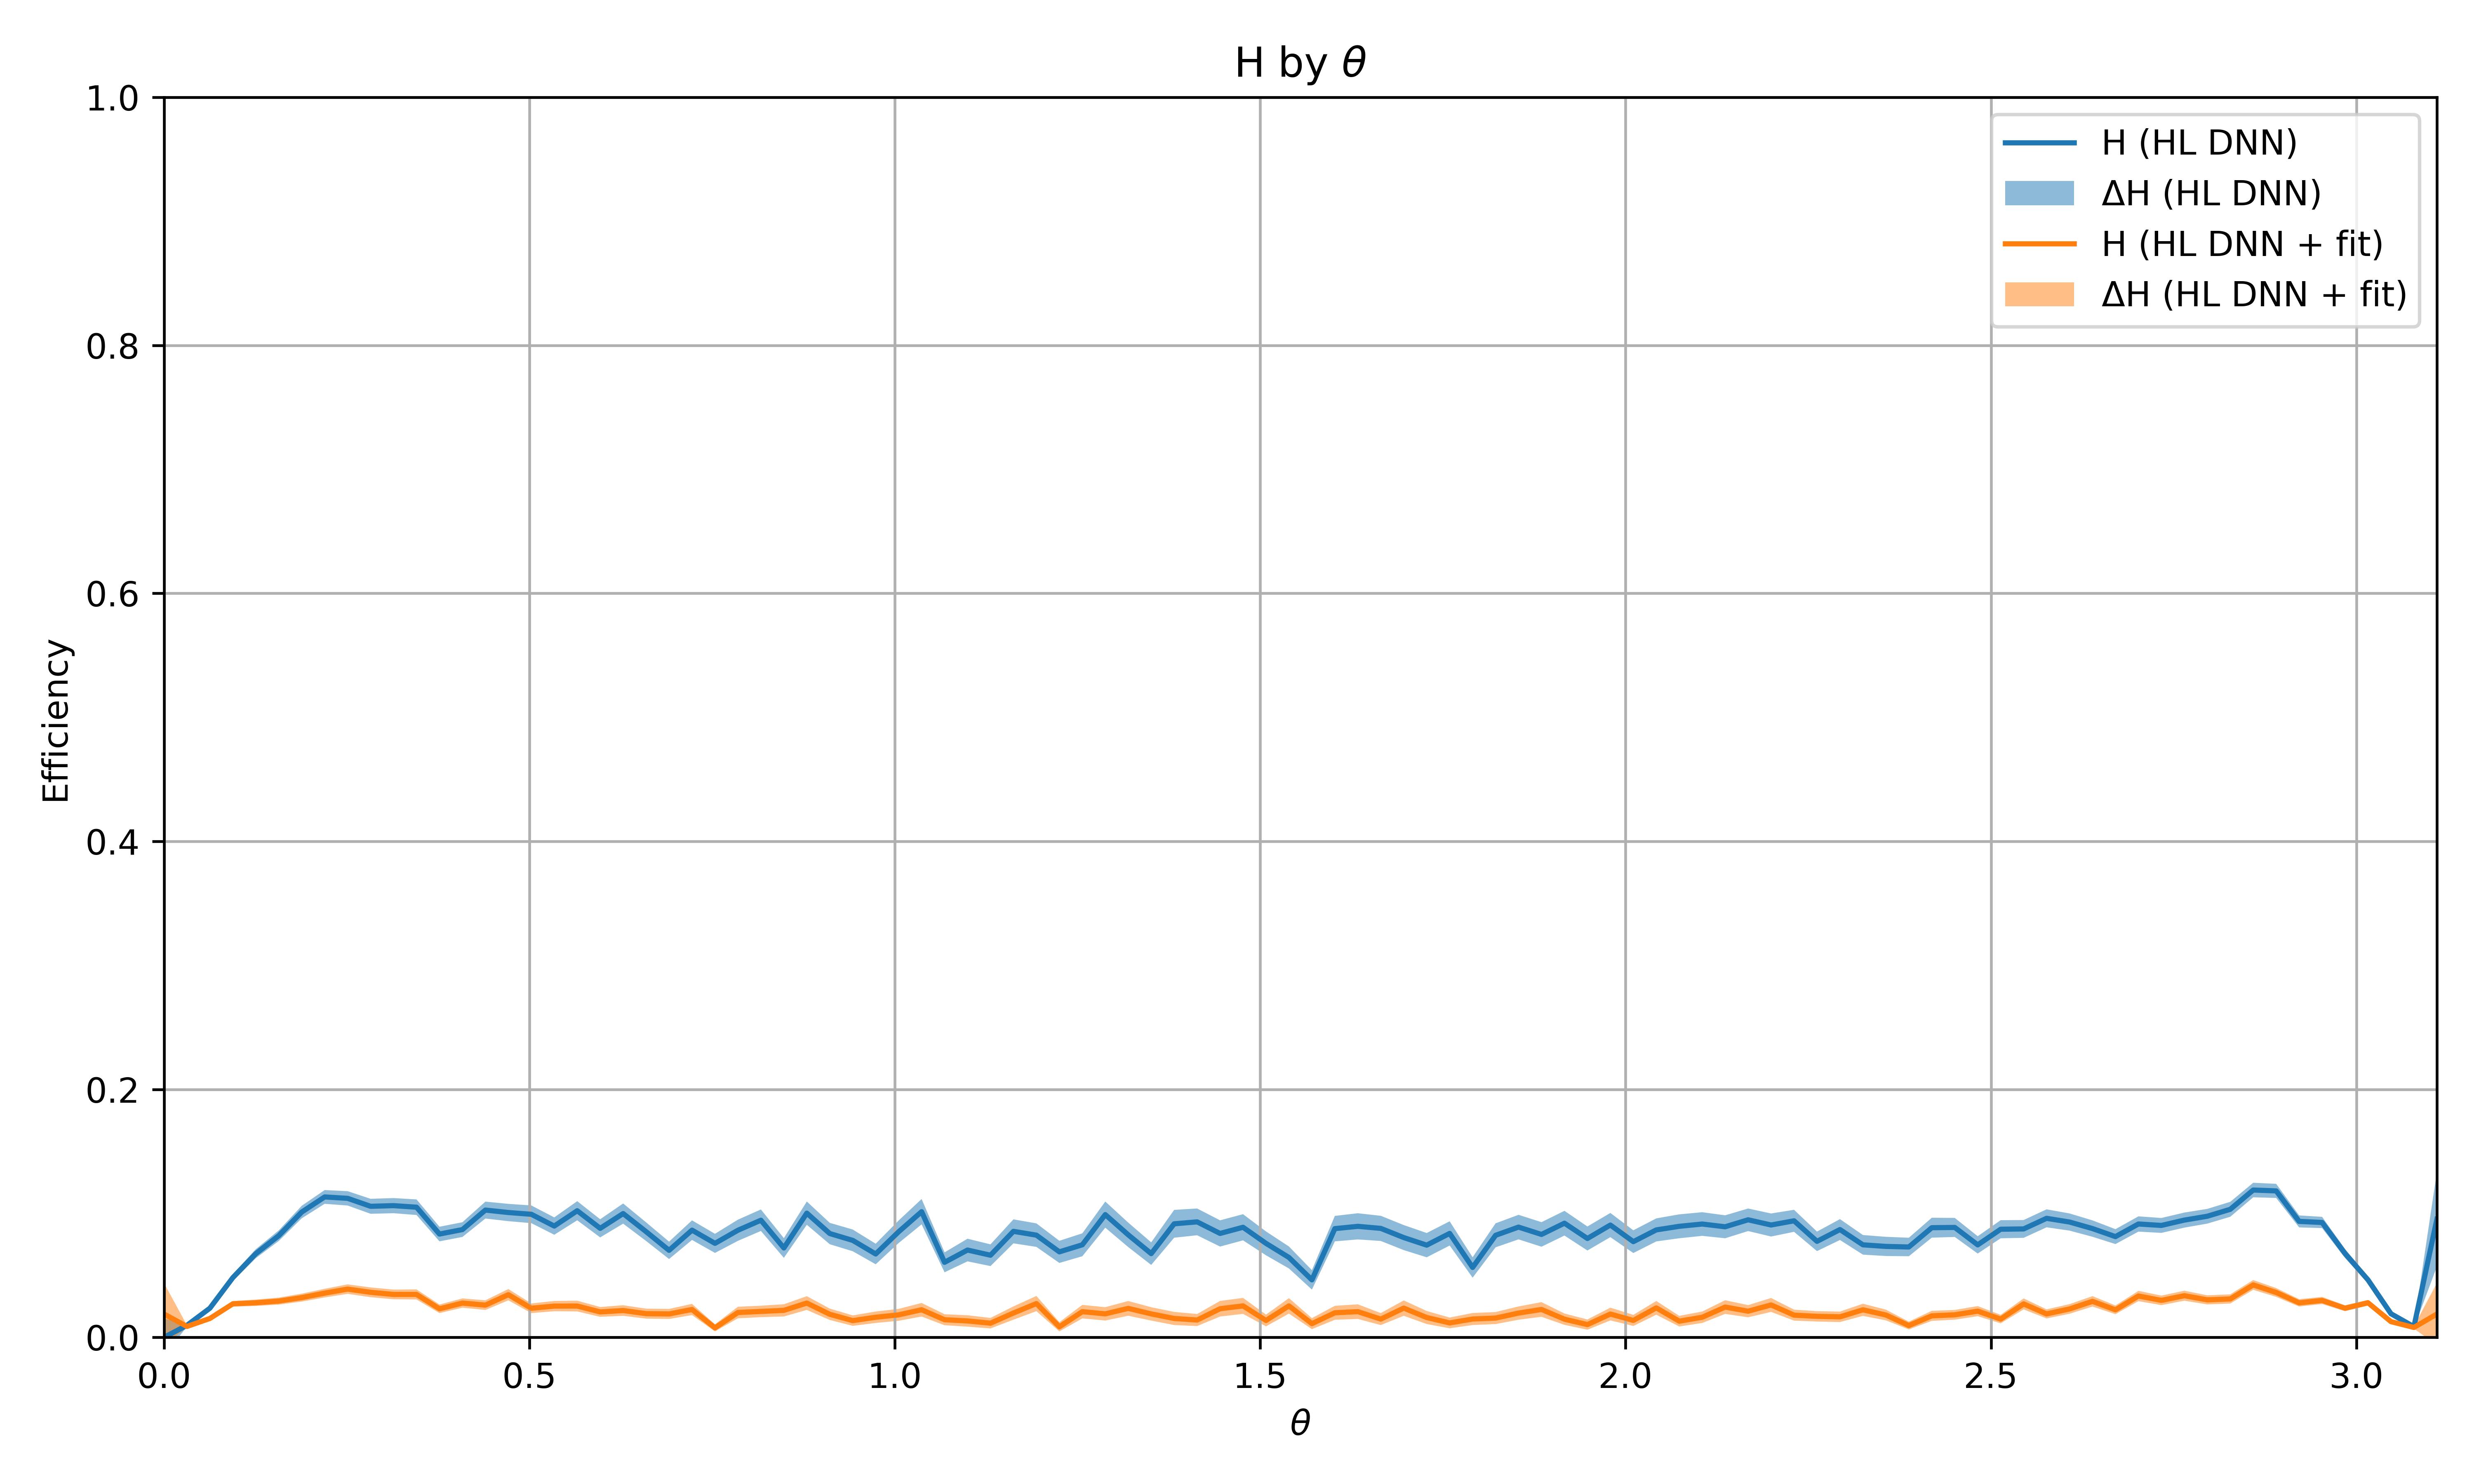 H by θ
Efficiency
1.0
0.8
0.6
0.4
0.2
0.0
H (HL DNN)
ΔH (HL DNN)
H (HL DNN + fit)
ΔH (HL DNN + fit)
0.0 0.5 1.0 1.5 2.0 2.5 3.0
θ